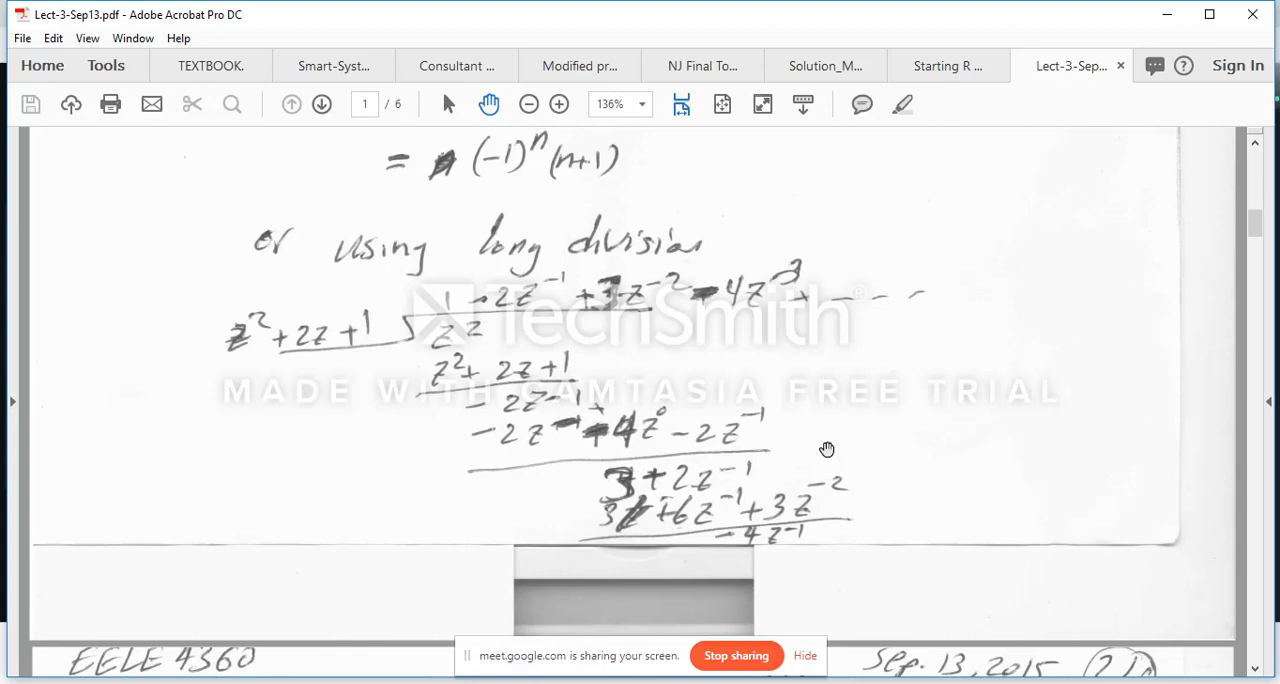 Lect-3-Sep13.pdf - Adobe Acrobat Pro DC
File Edit View Window Help
Home Tools TEXTBOOK. Smart-Syst... Consultant ... Modified pr... NJ Final To... Solution_M... Starting R ... Lect-3-Sep... × Sign In
1 / 6 136%
= (-1)^n (n+1)
or using long division
1 - 2z^-1 + 3z^-2 - 4z^-3 + - - -
z^2 + 2z + 1 ) z^2
z^2 + 2z + 1
- 2z - 1
- 2z - 4z^0 - 2z^-1
3 + 2z^-1
3 + 6z^-1 + 3z^-2
- 4z^-1
TechSmith
MADE WITH CAMTASIA FREE TRIAL
meet.google.com is sharing your screen. Stop sharing Hide
EELE 4360 Sep. 13, 2015